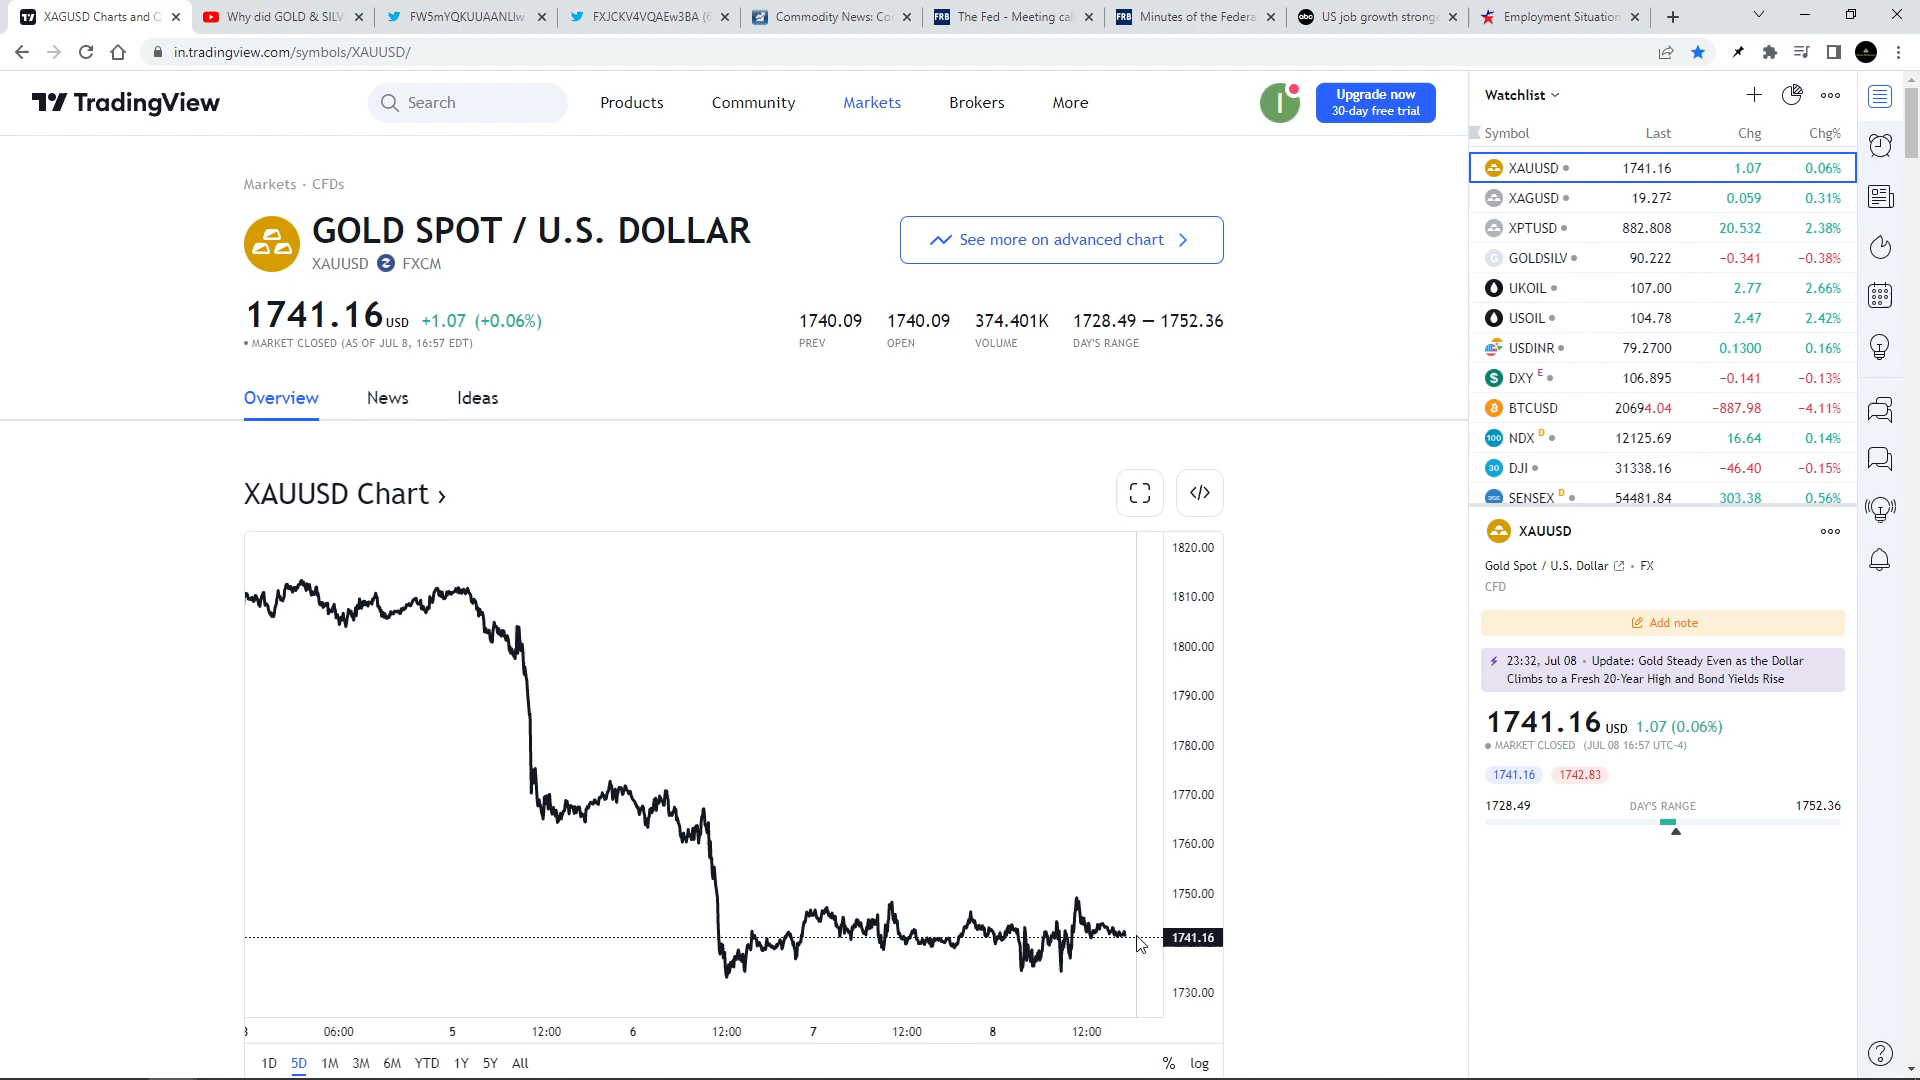 XAGUSD Charts and Q
Why did GOLD & SILV
FW5mYQKUUAANLlw
FXJCKV4VQAEw3BA (6
Commodity News: Co
The Fed - Meeting cal
Minutes of the Federa
US job growth stronge
Employment Situation
in.tradingview.com/symbols/XAUUSD/
TradingView
Search
Products
Community
Markets
Brokers
More
I
Upgrade now
30-day free trial
Markets · CFDs
GOLD SPOT / U.S. DOLLAR
XAUUSD FXCM
See more on advanced chart
1741.16 USD +1.07 (+0.06%)
• MARKET CLOSED (AS OF JUL 8, 16:57 EDT)
1740.09 1740.09 374.401K 1728.49 — 1752.36
PREV OPEN VOLUME DAY'S RANGE
Overview News Ideas
XAUUSD Chart ›
</>
1820.00
1810.00
1800.00
1790.00
1780.00
1770.00
1760.00
1750.00
1741.16
1730.00
06:00 5 12:00 6 12:00 7 12:00 8 12:00
1D 5D 1M 3M 6M YTD 1Y 5Y All % log
Watchlist
Symbol Last Chg Chg%
XAUUSD 1741.16 1.07 0.06%
XAGUSD 19.272 0.059 0.31%
XPTUSD 882.808 20.532 2.38%
G GOLDSILV 90.222 −0.341 −0.38%
UKOIL 107.00 2.77 2.66%
USOIL 104.78 2.47 2.42%
USDINR 79.2700 0.1300 0.16%
$ DXY E 106.895 −0.141 −0.13%
BTCUSD 20694.04 −887.98 −4.11%
100 NDX D 12125.69 16.64 0.14%
30 DJI 31338.16 −46.40 −0.15%
SENSEX D 54481.84 303.38 0.56%
XAUUSD
Gold Spot / U.S. Dollar • FX
CFD
Add note
23:32, Jul 08 • Update: Gold Steady Even as the Dollar
Climbs to a Fresh 20-Year High and Bond Yields Rise
1741.16 USD 1.07 (0.06%)
• MARKET CLOSED (JUL 08 16:57 UTC-4)
1741.16 1742.83
1728.49 DAY'S RANGE 1752.36